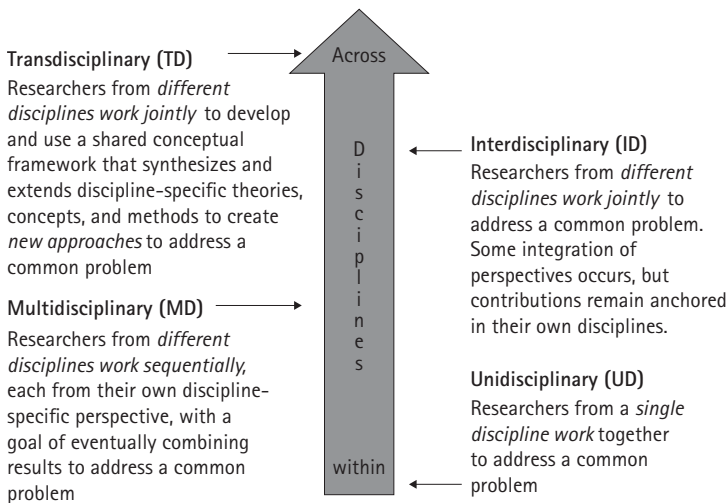 Transdisciplinary (TD)
Researchers from different
disciplines work jointly to develop
and use a shared conceptual
framework that synthesizes and
extends discipline-specific theories,
concepts, and methods to create
new approaches to address a
common problem
Multidisciplinary (MD)
Researchers from different
disciplines work sequentially,
each from their own discipline-
specific perspective, with a
goal of eventually combining
results to address a common
problem
Across
D
i
s
c
i
p
l
i
n
e
s
within
Interdisciplinary (ID)
Researchers from different
disciplines work jointly to
address a common problem.
Some integration of
perspectives occurs, but
contributions remain anchored
in their own disciplines.
Unidisciplinary (UD)
Researchers from a single
discipline work together
to address a common
problem